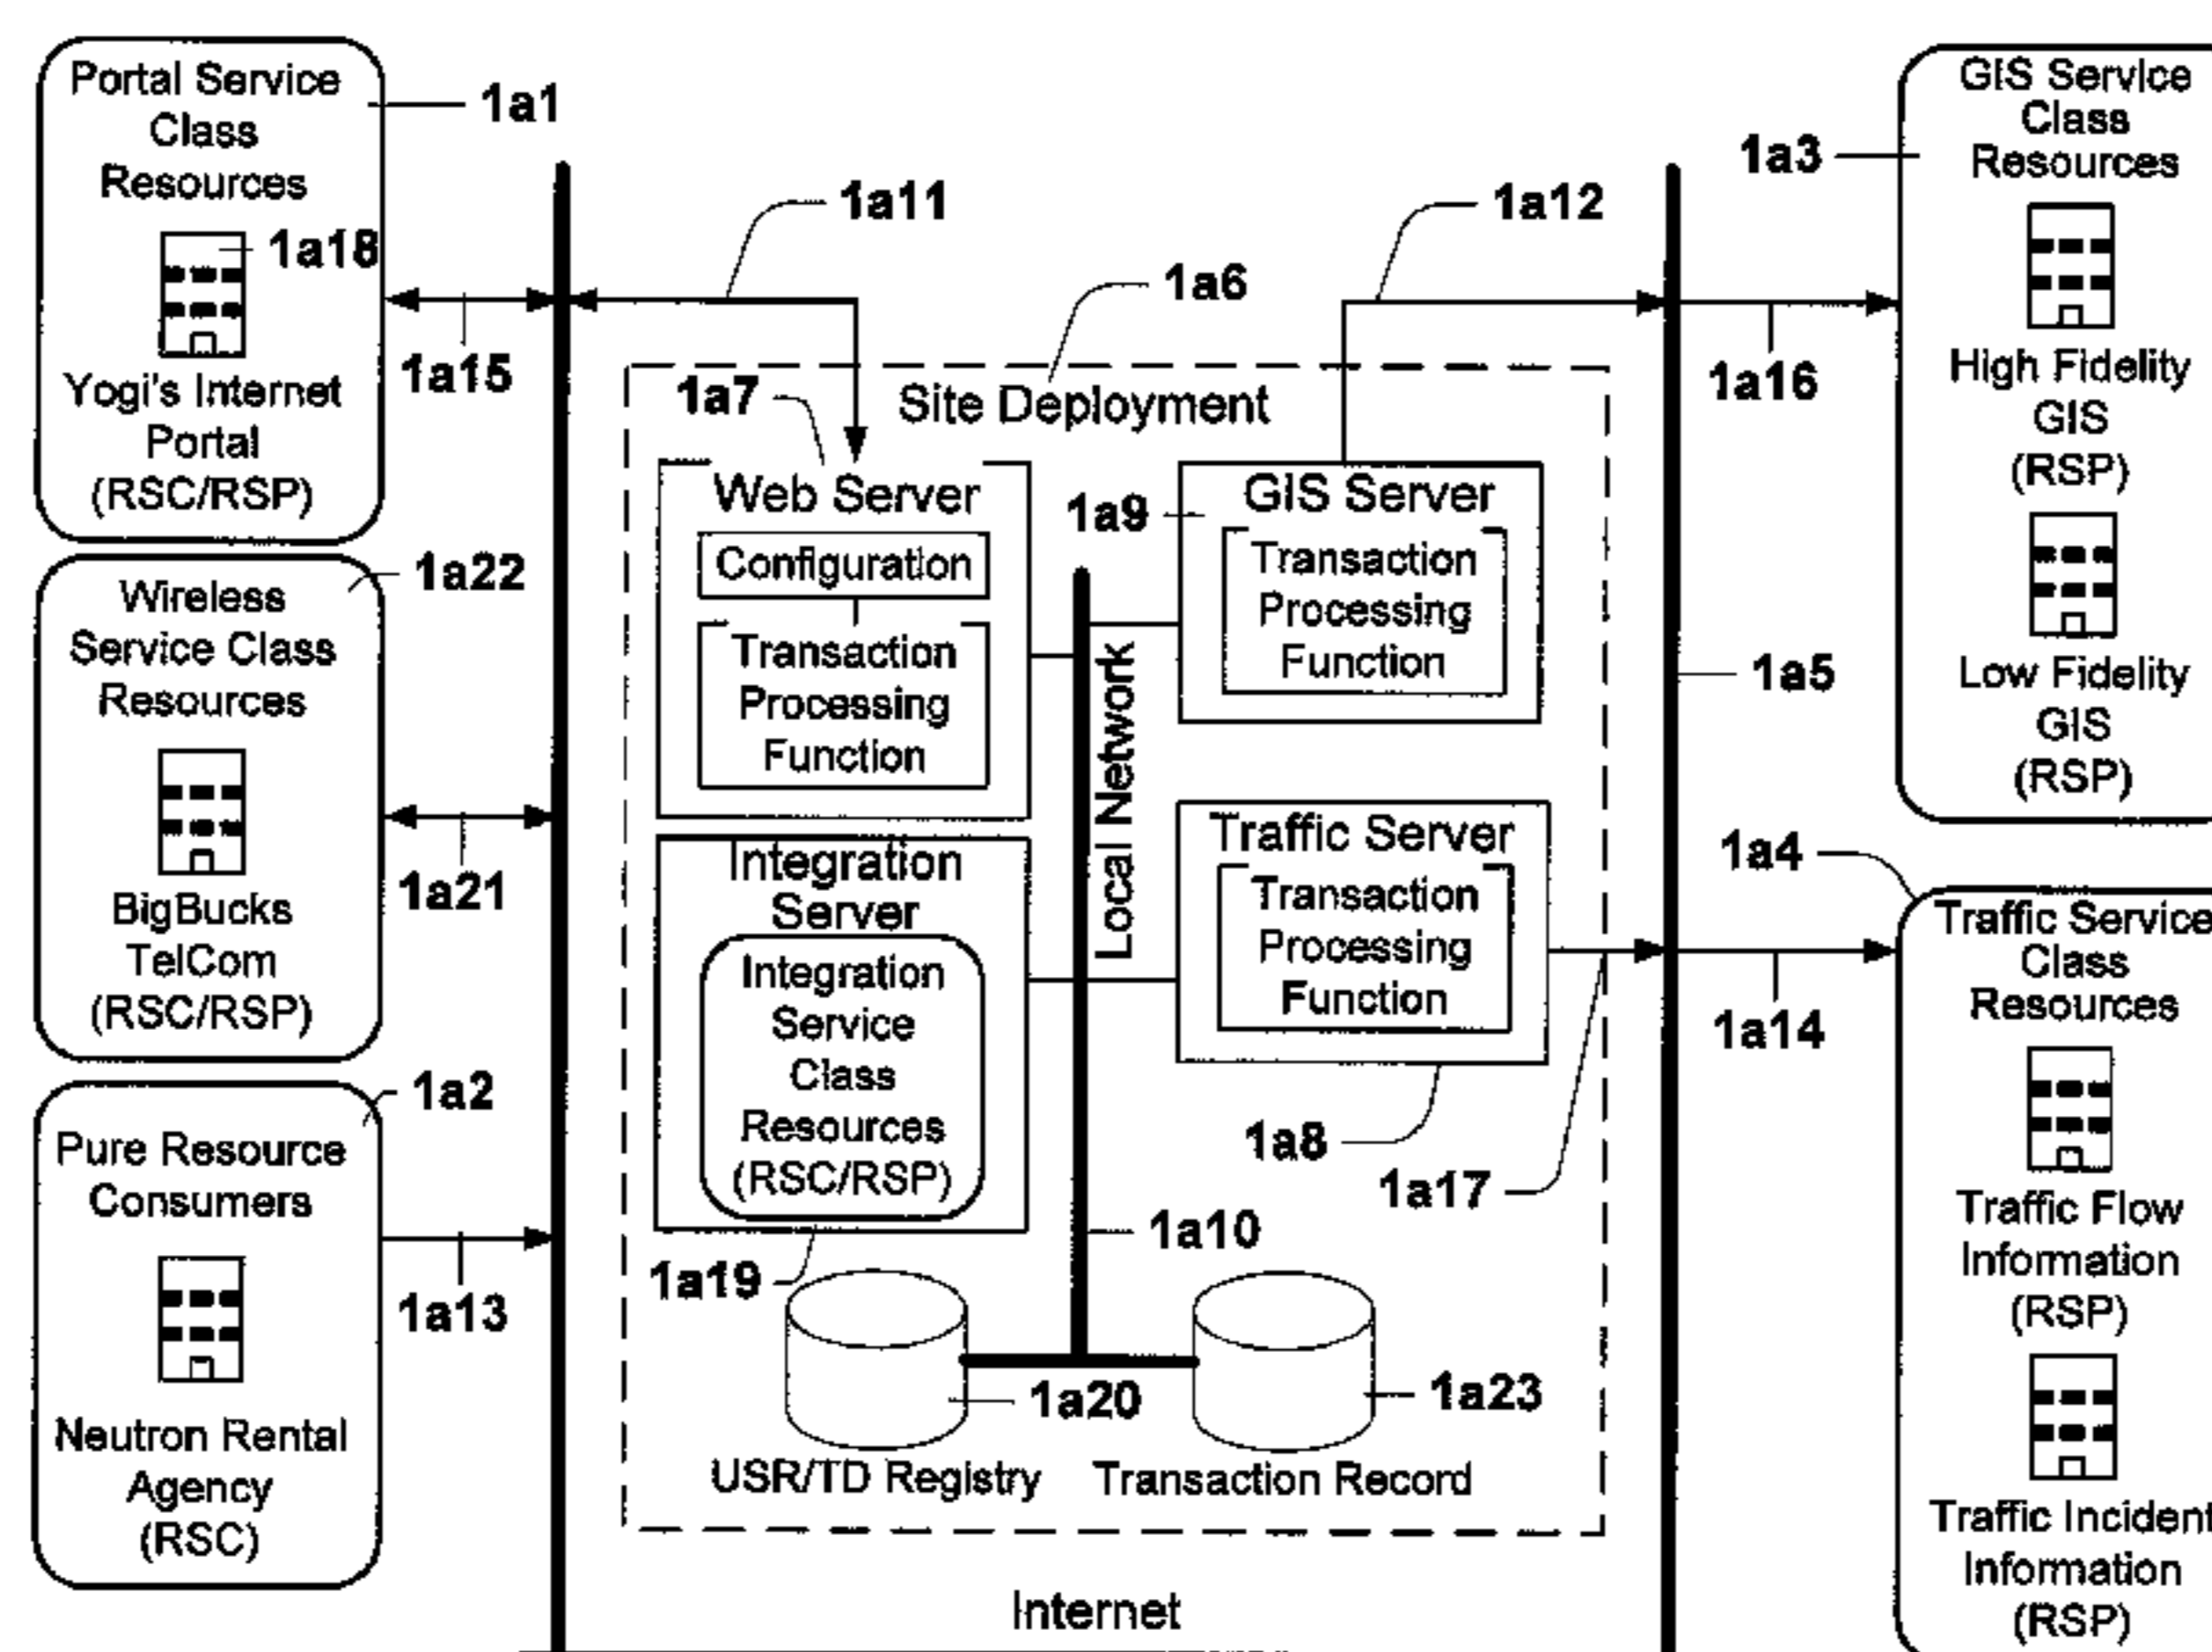 Portal Service
Class
Resources
1a1
1a18
Yogi's Internet
Portal
(RSC/RSP)
1a15
Wireless
Service Class
Resources
1a22
BigBucks
TelCom
(RSC/RSP)
1a21
Pure Resource
Consumers
1a2
Neutron Rental
Agency
(RSC)
1a13
1a11
1a12
1a6
1a7
Site Deployment
Web Server
Configuration
Transaction
Processing
Function
1a9
GIS Server
Transaction
Processing
Function
Local Network
Integration
Server
Integration
Service
Class
Resources
(RSC/RSP)
Traffic Server
Transaction
Processing
Function
1a8
1a17
1a10
1a19
1a20
1a23
USR/TD Registry
Transaction Record
Internet
1a3
1a16
1a5
1a4
1a14
GIS Service
Class
Resources
High Fidelity
GIS
(RSP)
Low Fidelity
GIS
(RSP)
Traffic Service
Class
Resources
Traffic Flow
Information
(RSP)
Traffic Incident
Information
(RSP)